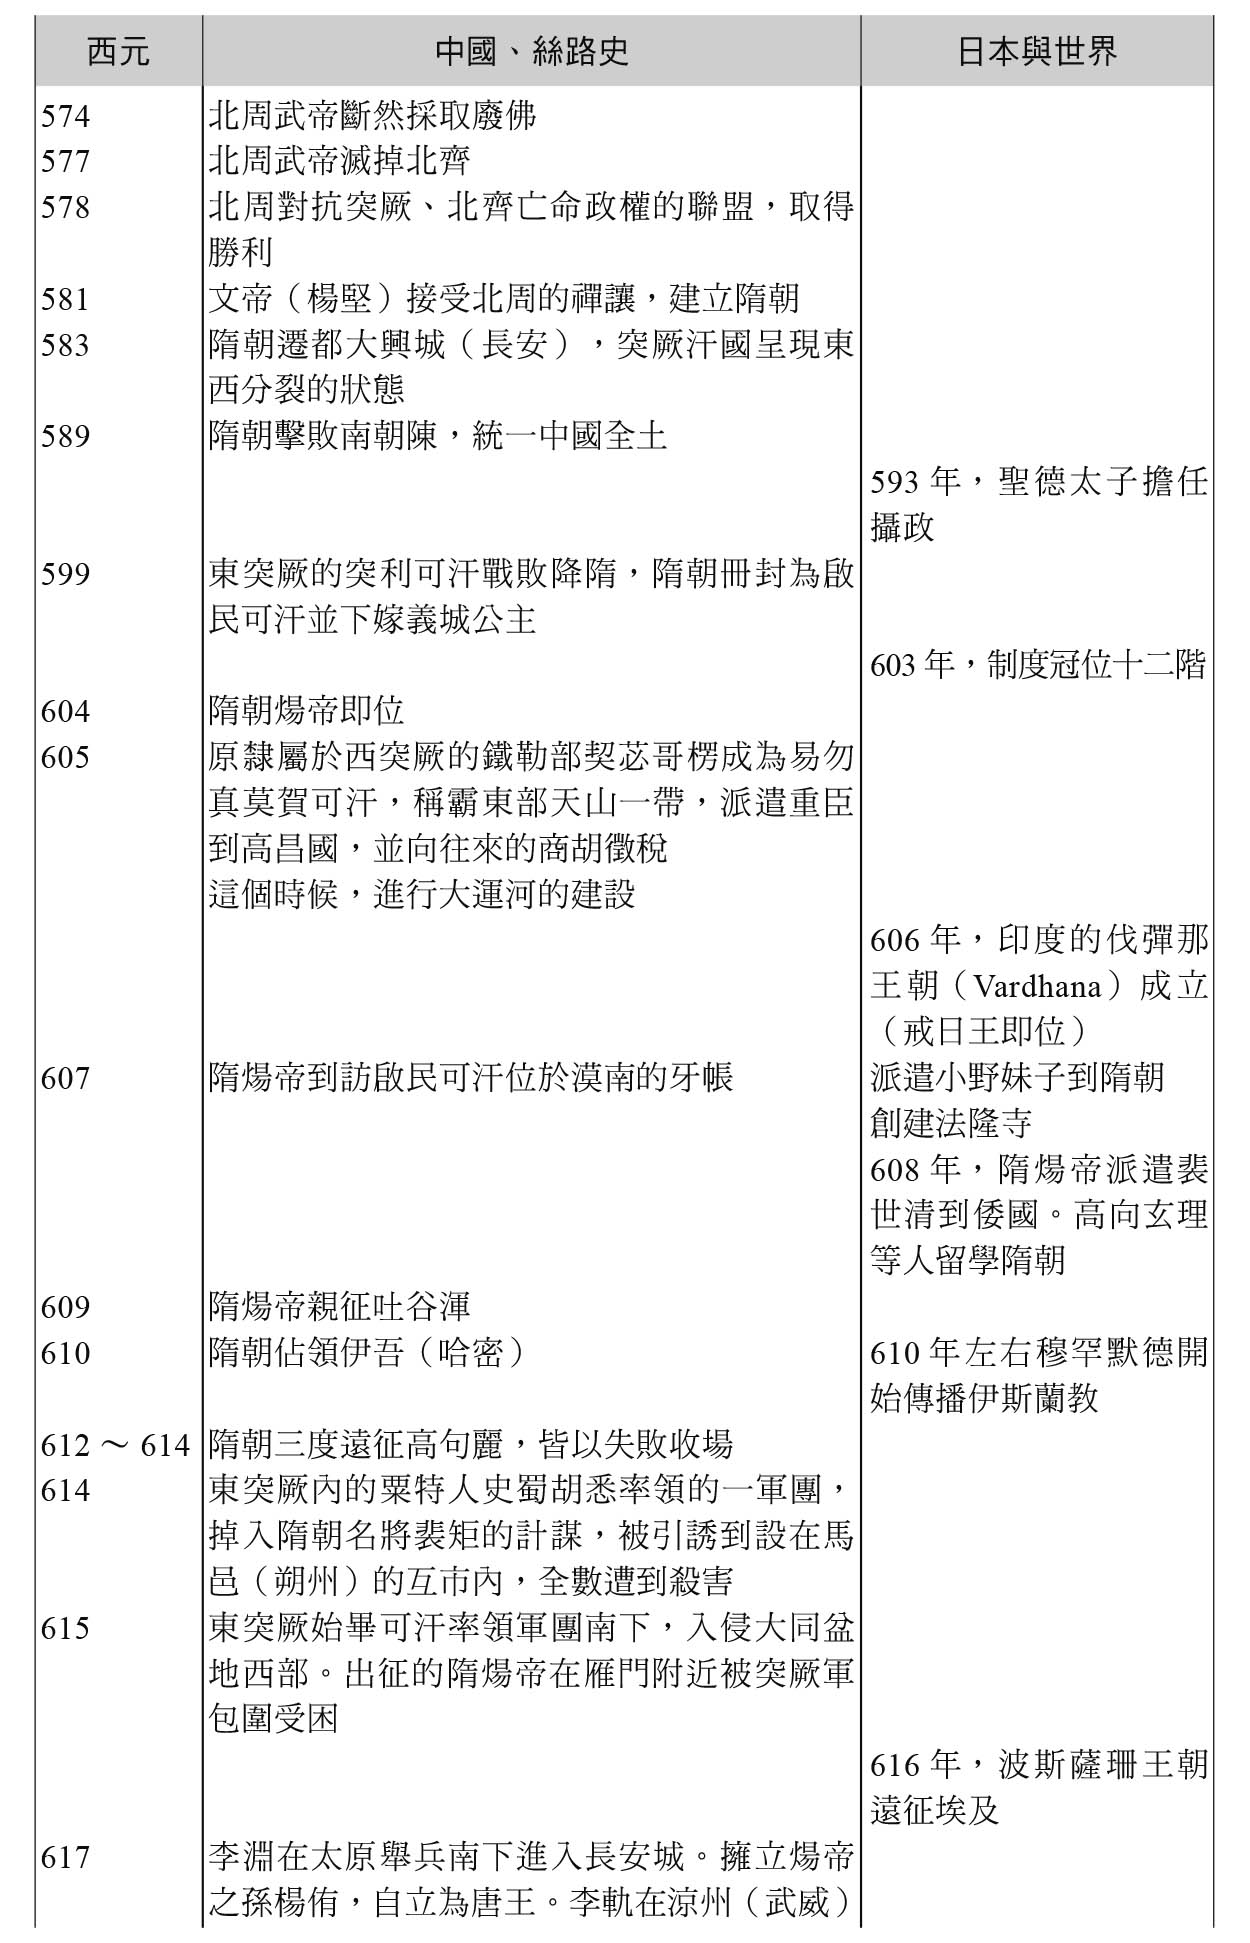 西元 中國、絲路史 日本與世界
574 北周武帝斷然採取廢佛
577 北周武帝滅掉北齊
578 北周對抗突厥、北齊亡命政權的聯盟，取得
勝利
581 文帝（楊堅）接受北周的禪讓，建立隋朝
583 隋朝遷都大興城（長安），突厥汗國呈現東
西分裂的狀態
589 隋朝擊敗南朝陳，統一中國全土
593 年，聖德太子擔任
攝政
599 東突厥的突利可汗戰敗降隋，隋朝冊封為啟
民可汗並下嫁義城公主
603 年，制度冠位十二階
604 隋朝煬帝即位
605 原隸屬於西突厥的鐵勒部契苾哥楞成為易勿
真莫賀可汗，稱霸東部天山一帶，派遣重臣
到高昌國，並向往來的商胡徵稅
這個時候，進行大運河的建設
606 年，印度的伐彈那
王朝（Vardhana）成立
（戒日王即位）
607 隋煬帝到訪啟民可汗位於漠南的牙帳 派遣小野妹子到隋朝
創建法隆寺
608 年，隋煬帝派遣裴
世清到倭國。高向玄理
等人留學隋朝
609 隋煬帝親征吐谷渾
610 隋朝佔領伊吾（哈密） 610 年左右穆罕默德開
始傳播伊斯蘭教
612～614 隋朝三度遠征高句麗，皆以失敗收場
614 東突厥內的粟特人史蜀胡悉率領的一軍團，
掉入隋朝名將裴矩的計謀，被引誘到設在馬
邑（朔州）的互市內，全數遭到殺害
615 東突厥始畢可汗率領軍團南下，入侵大同盆
地西部。出征的隋煬帝在雁門附近被突厥軍
包圍受困
616 年，波斯薩珊王朝
遠征埃及
617 李淵在太原舉兵南下進入長安城。擁立煬帝
之孫楊侑，自立為唐王。李軌在涼州（武威）